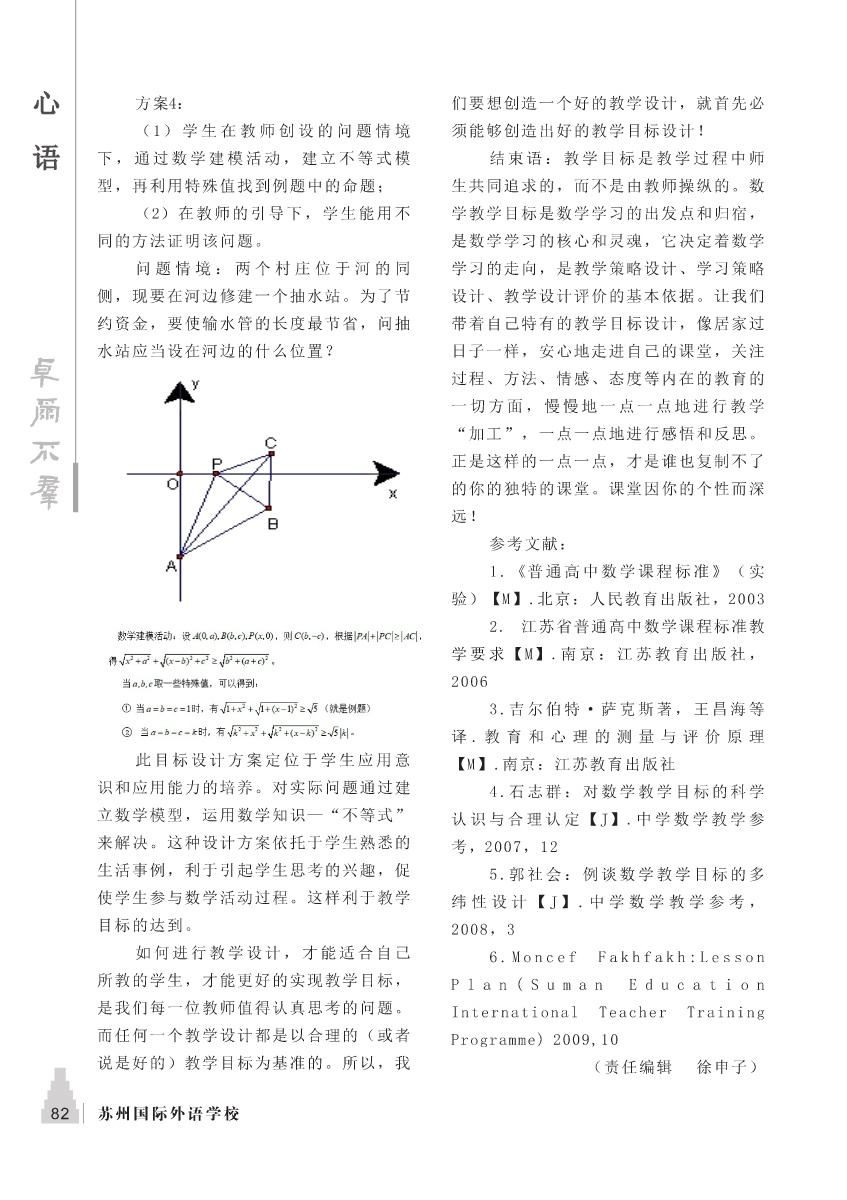 心
语
卓
尔
不
群
方案4：
（1）学生在教师创设的问题情境
下，通过数学建模活动，建立不等式模
型，再利用特殊值找到例题中的命题；
（2）在教师的引导下，学生能用不
同的方法证明该问题。
问题情境：两个村庄位于河的同
侧，现要在河边修建一个抽水站。为了节
约资金，要使输水管的长度最节省，问抽
水站应当设在河边的什么位置？
y
C
P
O
x
B
A
数学建模活动：设A(0,a),B(b,c),P(x,0)，则C(b,-c)，根据|PA|+|PC|≥|AC|，
得√(x²+a²)+√((x-b)²+c²)≥√(b²+(a+c)²)。
当a,b,c取一些特殊值，可以得到：
① 当a=b=c=1时，有√(1+x²)+√(1+(x-1)²)≥√5（就是例题）
② 当a=b=c=k时，有√(k²+x²)+√(k²+(x-k)²)≥√5|k|。
此目标设计方案定位于学生应用意
识和应用能力的培养。对实际问题通过建
立数学模型，运用数学知识—“不等式”
来解决。这种设计方案依托于学生熟悉的
生活事例，利于引起学生思考的兴趣，促
使学生参与数学活动过程。这样利于教学
目标的达到。
如何进行教学设计，才能适合自己
所教的学生，才能更好的实现教学目标，
是我们每一位教师值得认真思考的问题。
而任何一个教学设计都是以合理的（或者
说是好的）教学目标为基准的。所以，我
们要想创造一个好的教学设计，就首先必
须能够创造出好的教学目标设计！
结束语：教学目标是教学过程中师
生共同追求的，而不是由教师操纵的。数
学教学目标是数学学习的出发点和归宿，
是数学学习的核心和灵魂，它决定着数学
学习的走向，是教学策略设计、学习策略
设计、教学设计评价的基本依据。让我们
带着自己特有的教学目标设计，像居家过
日子一样，安心地走进自己的课堂，关注
过程、方法、情感、态度等内在的教育的
一切方面，慢慢地一点一点地进行教学
“加工”，一点一点地进行感悟和反思。
正是这样的一点一点，才是谁也复制不了
的你的独特的课堂。课堂因你的个性而深
远！
参考文献：
1.《普通高中数学课程标准》（实
验）【M】.北京：人民教育出版社，2003
2. 江苏省普通高中数学课程标准教
学要求【M】.南京：江苏教育出版社，
2006
3.吉尔伯特·萨克斯著，王昌海等
译.教育和心理的测量与评价原理
【M】.南京：江苏教育出版社
4.石志群：对数学教学目标的科学
认识与合理认定【J】.中学数学教学参
考，2007，12
5.郭社会：例谈数学教学目标的多
纬性设计【J】.中学数学教学参考，
2008，3
6.Moncef Fakhfakh:Lesson
Plan(Suman Education
International Teacher Training
Programme) 2009,10
（责任编辑 徐申子）
82 苏州国际外语学校